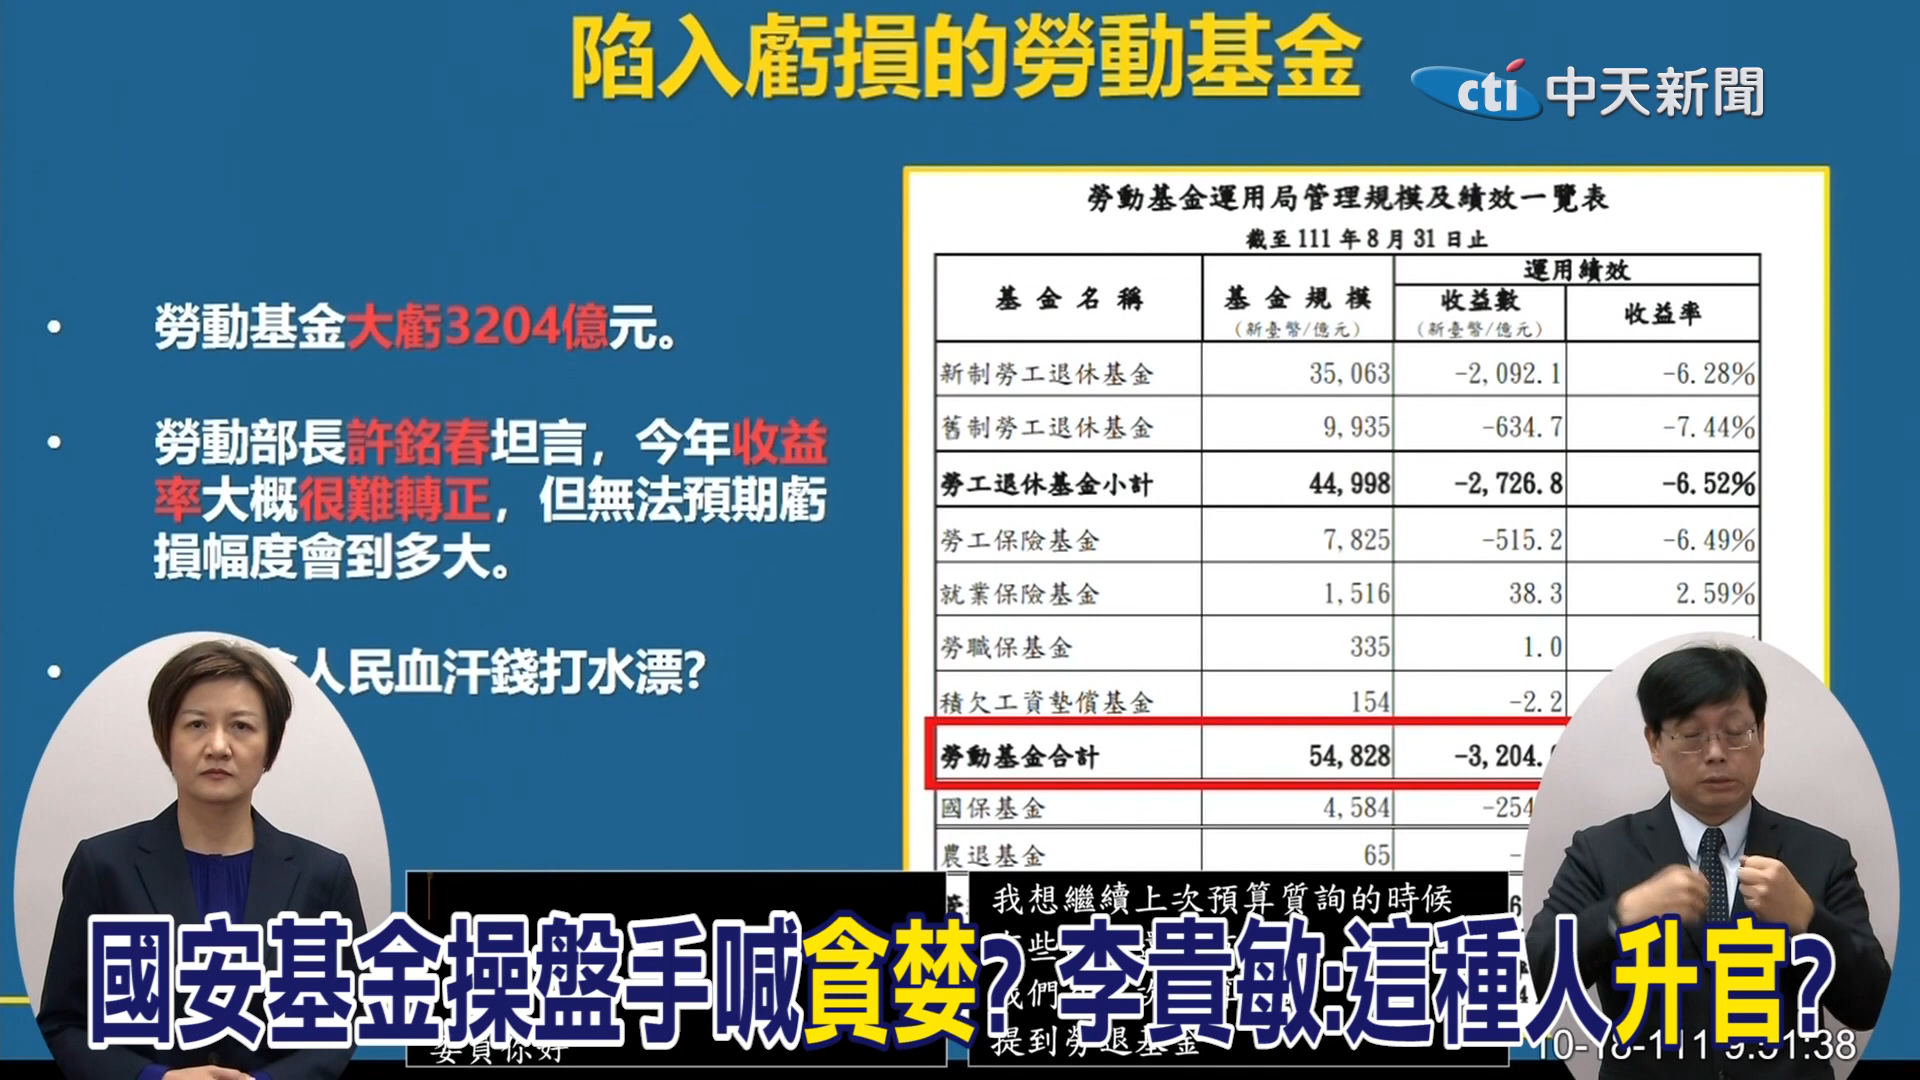 陷入虧損的勞動基金
cti 中天新聞
• 勞動基金大虧3204億元。
• 勞動部長許銘春坦言，今年收益
率大概很難轉正，但無法預期虧
損幅度會到多大。
• 人民血汗錢打水漂?
勞動基金運用局管理規模及績效一覽表
截至111年8月31日止
基金名稱 基金規模 運用績效
(新臺幣/億元) 收益數 收益率
(新臺幣/億元)
新制勞工退休基金 35,063 -2,092.1 -6.28%
舊制勞工退休基金 9,935 -634.7 -7.44%
勞工退休基金小計 44,998 -2,726.8 -6.52%
勞工保險基金 7,825 -515.2 -6.49%
就業保險基金 1,516 38.3 2.59%
勞職保基金 335 1.0
積欠工資墊償基金 154 -2.2
勞動基金合計 54,828 -3,204.
國保基金 4,584 -254
農退基金 65 -
我想繼續上次預算質詢的時候
提到勞退基金
委員你好
國安基金操盤手喊貪婪? 李貴敏:這種人升官?
10-18-111 9:51:38